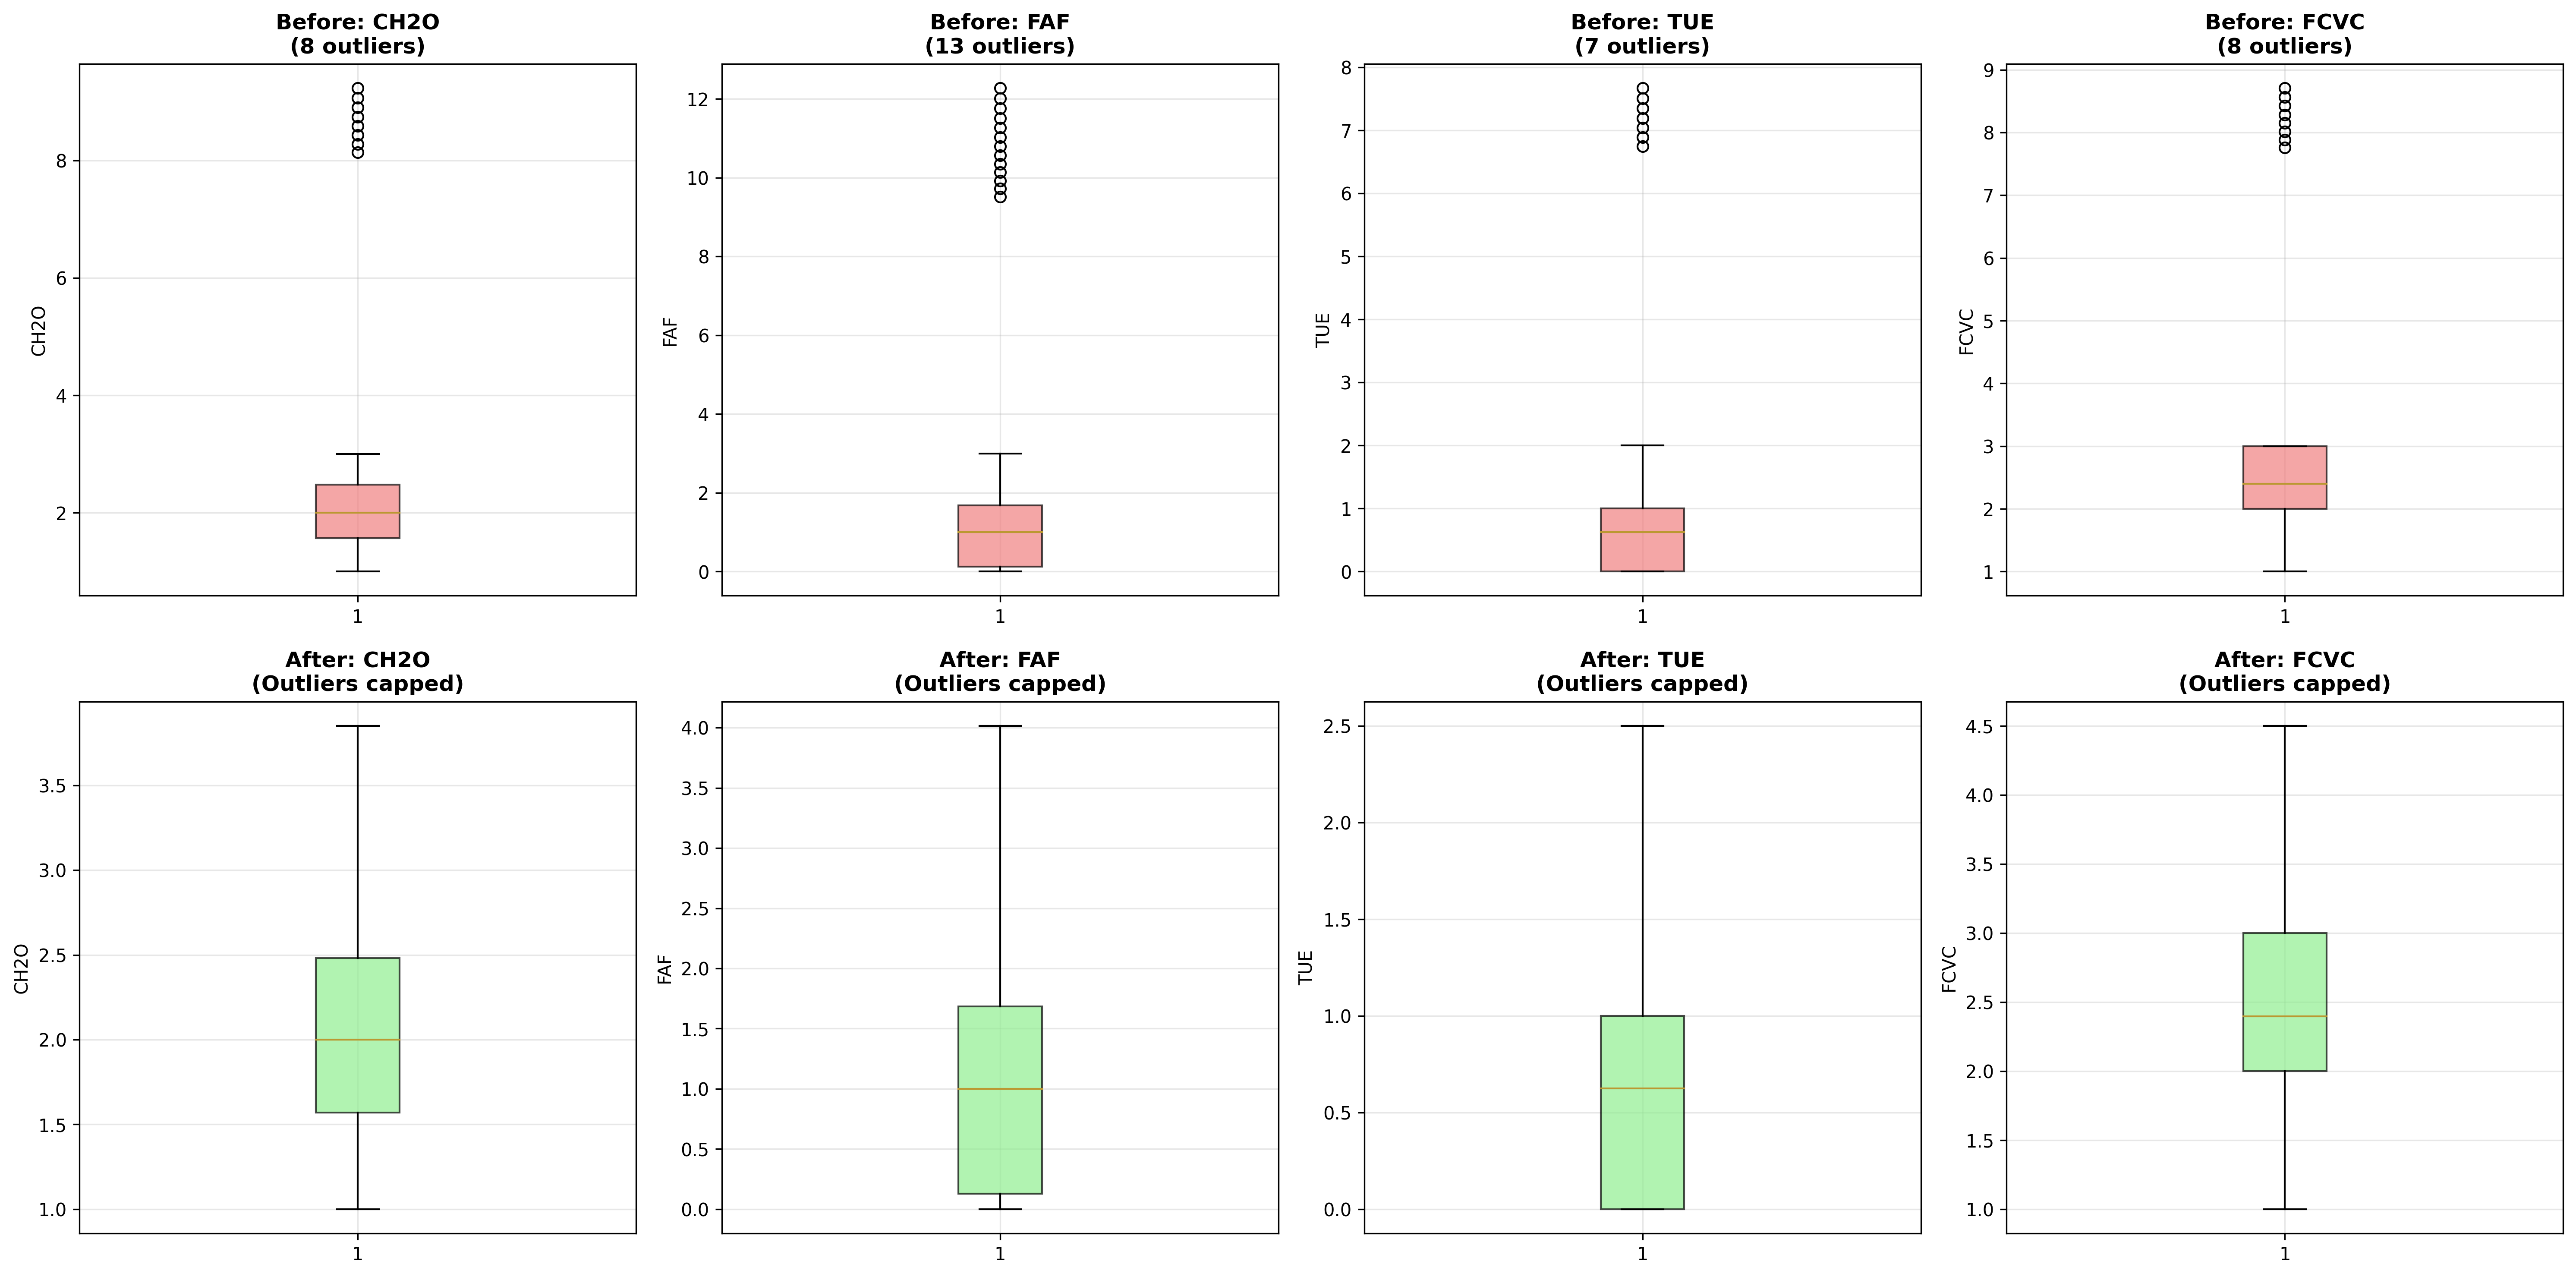 Before: CH2O
(8 outliers)
CH2O
8
6
4
2
1
Before: FAF
(13 outliers)
FAF
12
10
8
6
4
2
0
1
Before: TUE
(7 outliers)
TUE
8
7
6
5
4
3
2
1
0
1
Before: FCVC
(8 outliers)
FCVC
9
8
7
6
5
4
3
2
1
1
After: CH2O
(Outliers capped)
CH2O
3.5
3.0
2.5
2.0
1.5
1.0
1
After: FAF
(Outliers capped)
FAF
4.0
3.5
3.0
2.5
2.0
1.5
1.0
0.5
0.0
1
After: TUE
(Outliers capped)
TUE
2.5
2.0
1.5
1.0
0.5
0.0
1
After: FCVC
(Outliers capped)
FCVC
4.5
4.0
3.5
3.0
2.5
2.0
1.5
1.0
1